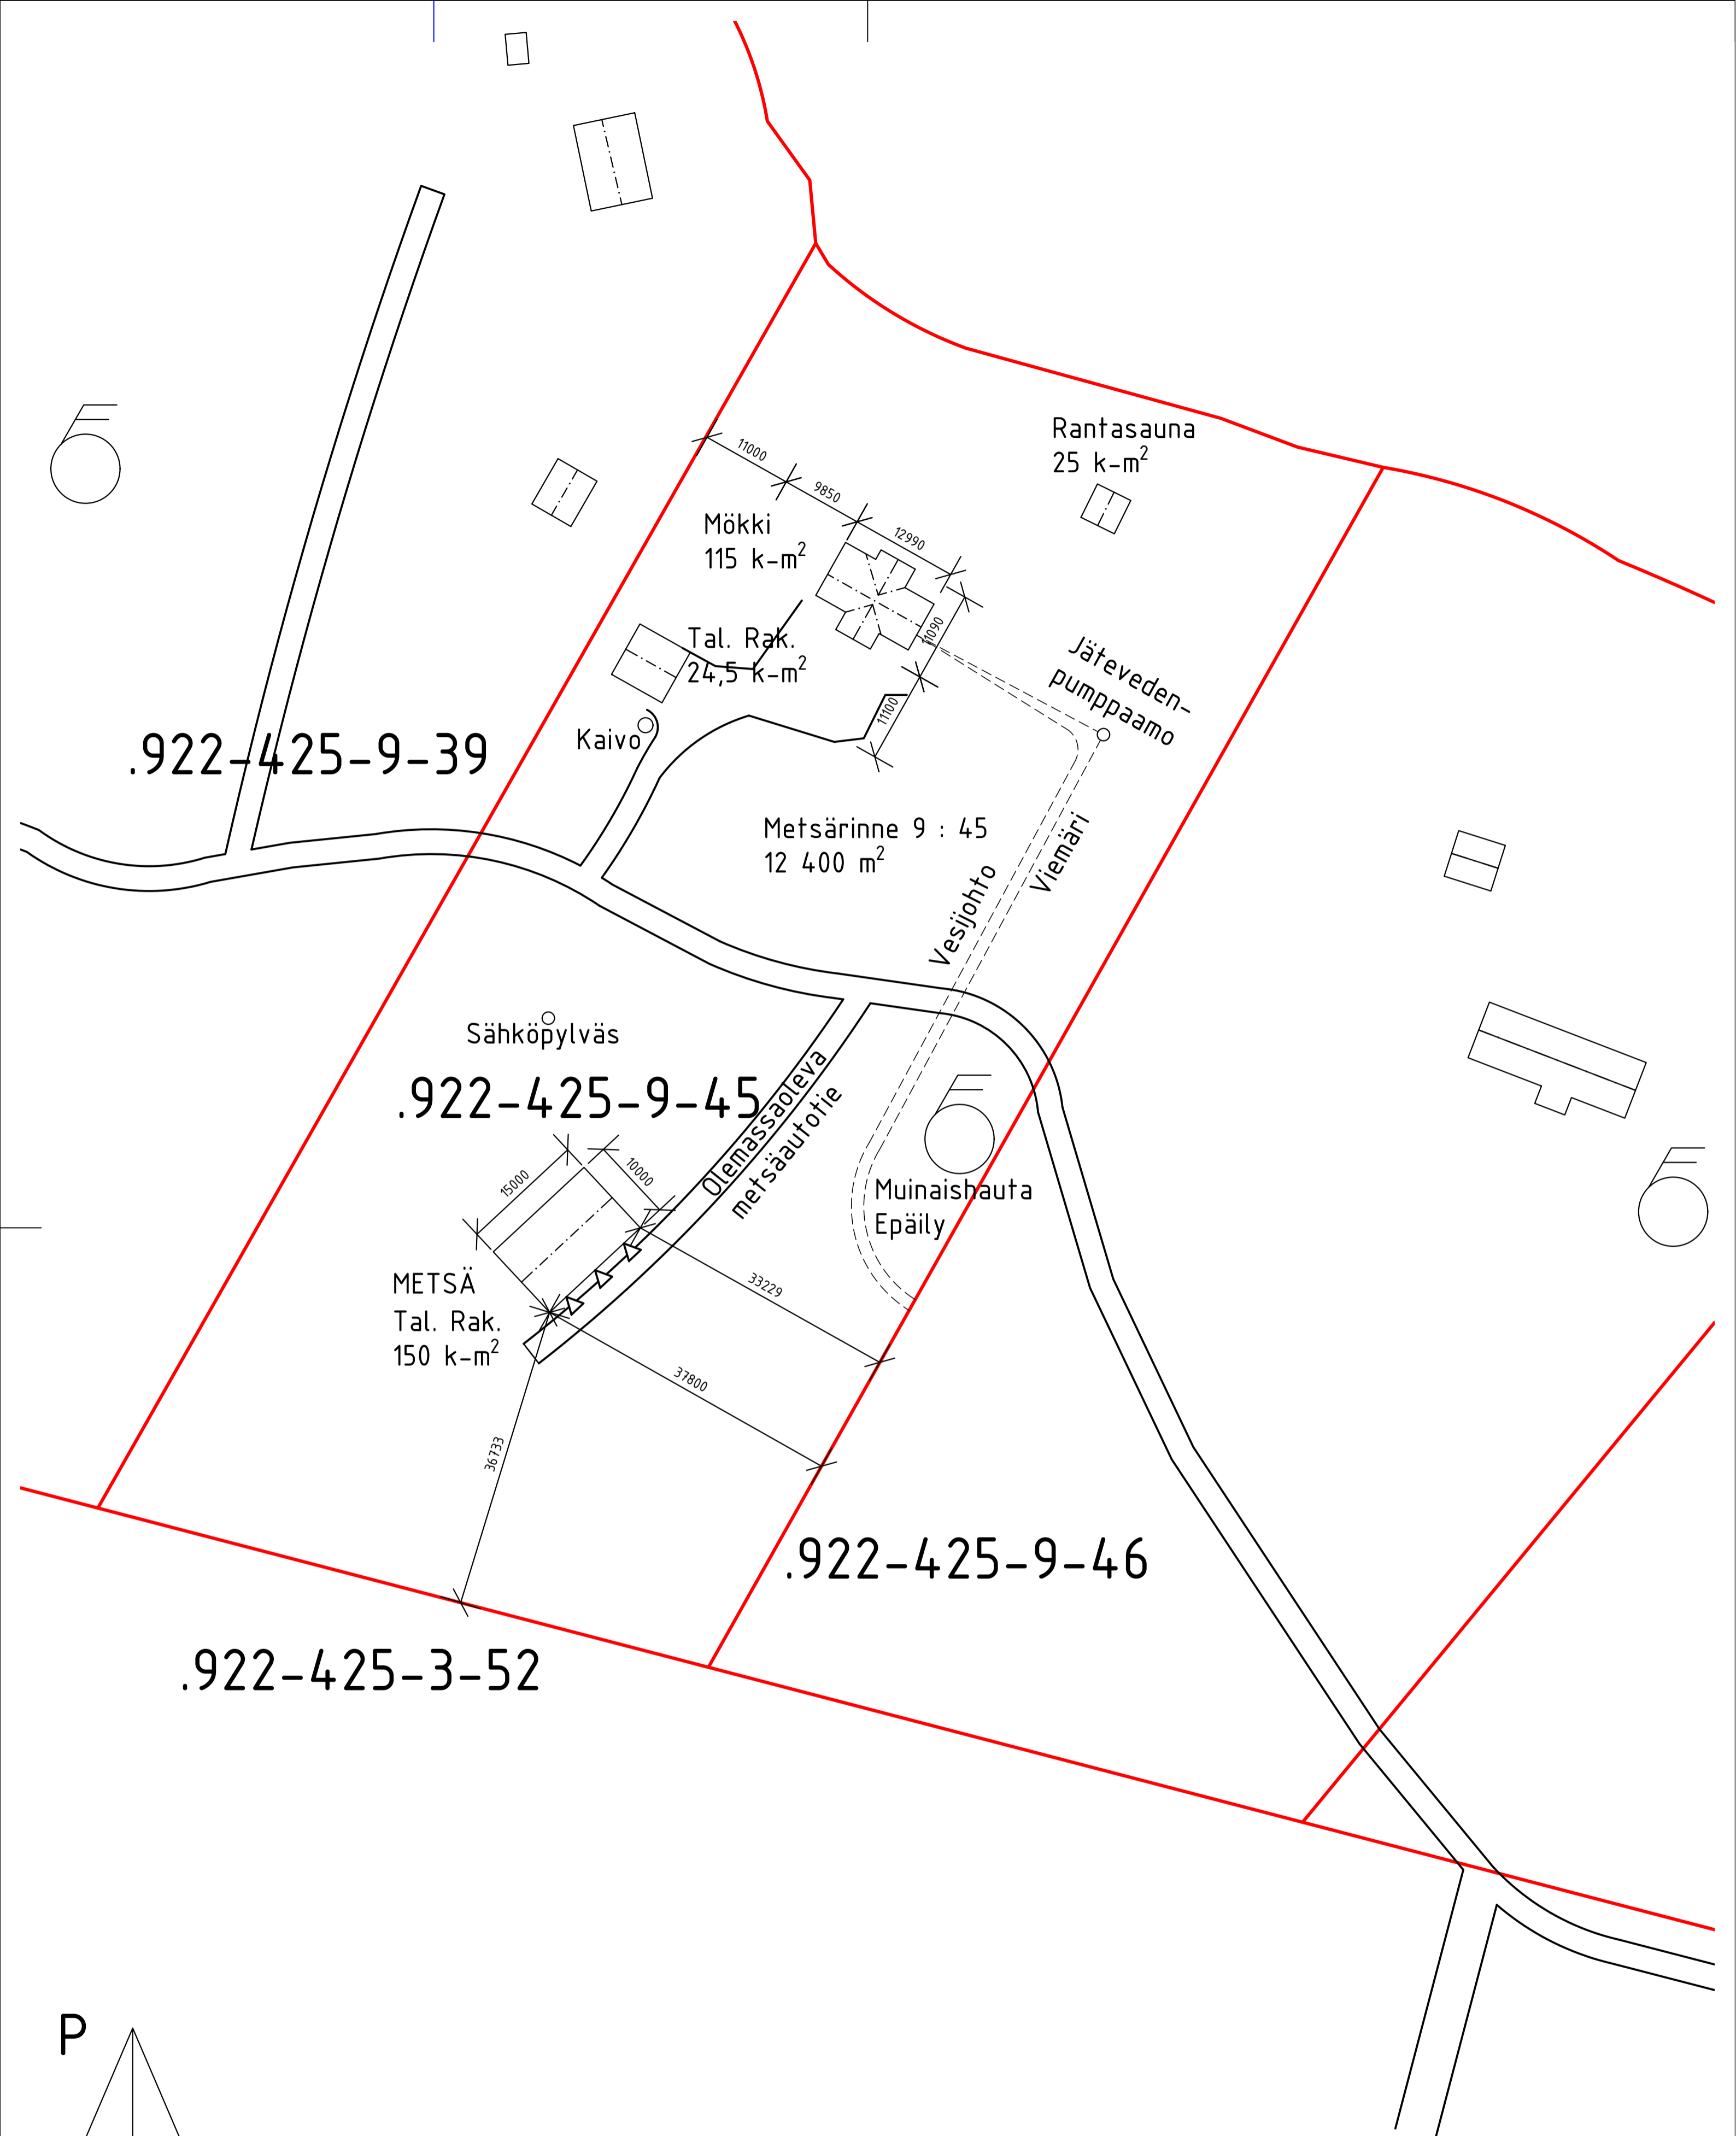 Rantasauna
25 k-m²
11000
9850
12990
Mökki
115 k-m²
11090
Tal. Rak.
24,5 k-m²
Jäteveden-
pumppaamo
11100
Kaivo
.922-425-9-39
Metsärinne 9 : 45
12 400 m²
Vesijohto
Viemäri
Sähköpylväs
.922-425-9-45
Olemassaoleva
metsäautotie
15000
10000
Muinaishauta
Epäily
METSÄ
Tal. Rak.
150 k-m²
33229
37800
36733
.922-425-9-46
.922-425-3-52
P